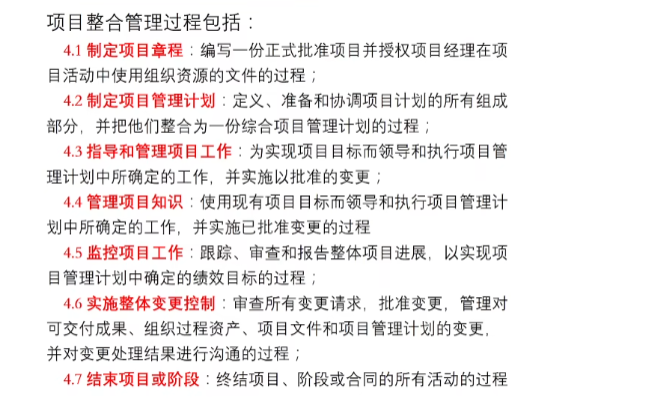 项目整合管理过程包括：
4.1 制定项目章程：编写一份正式批准项目并授权项目经理在项
目活动中使用组织资源的文件的过程；
4.2 制定项目管理计划：定义、准备和协调项目计划的所有组成
部分，并把他们整合为一份综合项目管理计划的过程；
4.3 指导和管理项目工作：为实现项目目标而领导和执行项目管
理计划中所确定的工作，并实施以批准的变更；
4.4 管理项目知识：使用现有项目目标而领导和执行项目管理计
划中所确定的工作，并实施已批准变更的过程
4.5 监控项目工作：跟踪、审查和报告整体项目进展，以实现项
目管理计划中确定的绩效目标的过程；
4.6 实施整体变更控制：审查所有变更请求，批准变更，管理对
可交付成果、组织过程资产、项目文件和项目管理计划的变更，
并对变更处理结果进行沟通的过程；
4.7 结束项目或阶段：终结项目、阶段或合同的所有活动的过程